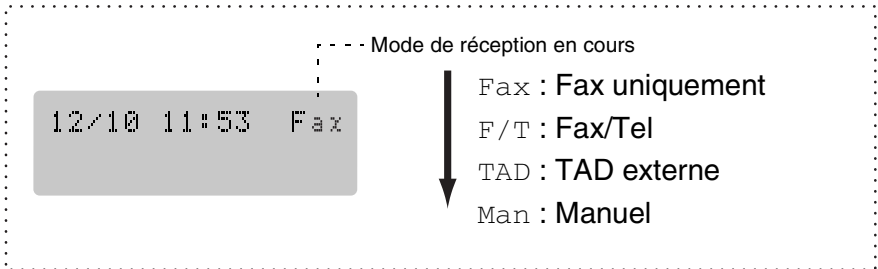 Mode de réception en cours
12/10 11:53 Fax
Fax : Fax uniquement
F/T : Fax/Tel
TAD : TAD externe
Man : Manuel